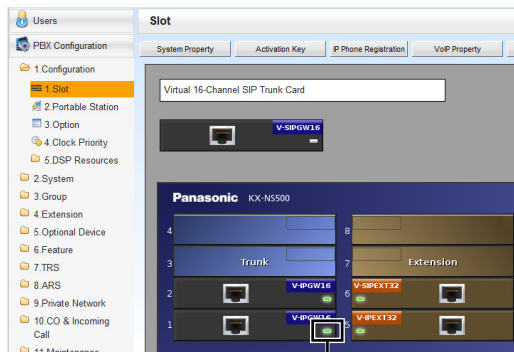 Users
Slot
PBX Configuration
System Property
Activation Key
IP Phone Registration
VoIP Property
1.Configuration
1.Slot
2.Portable Station
3.Option
4.Clock Priority
5.DSP Resources
2.System
3.Group
4.Extension
5.Optional Device
6.Feature
7.TRS
8.ARS
9.Private Network
10.CO & Incoming
Call
11.Maintenance
Virtual 16-Channel SIP Trunk Card
V-SIPGW16
Panasonic KX-NS500
4
8
3
Trunk
7
Extension
2
V-IPGW16
6
V-SIPEXT32
1
V-IPGW16
5
V-IPEXT32